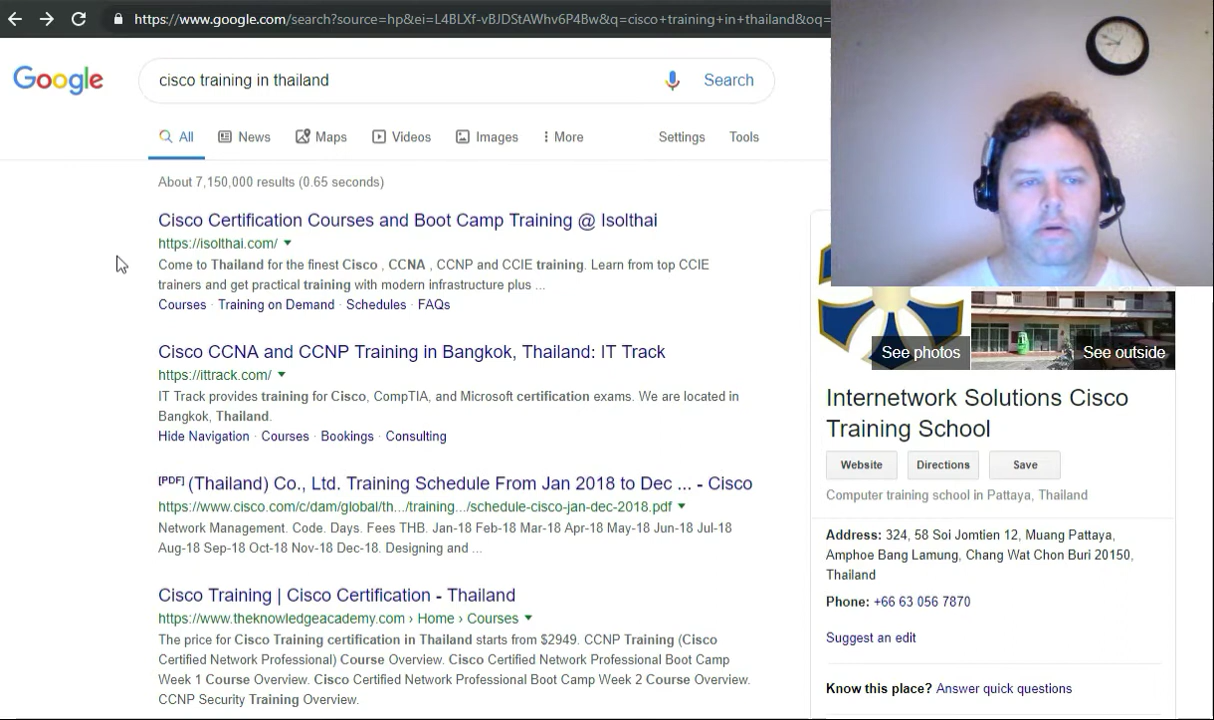 https://www.google.com/search?source=hp&ei=L4BLXf-vBJDStAWhv6P4Bw&q=cisco+training+in+thailand&oq=
Google
cisco training in thailand
Search
All
News
Maps
Videos
Images
More
Settings
Tools
About 7,150,000 results (0.65 seconds)
Cisco Certification Courses and Boot Camp Training @ Isolthai
https://isolthai.com/
Come to Thailand for the finest Cisco , CCNA , CCNP and CCIE training. Learn from top CCIE
trainers and get practical training with modern infrastructure plus ...
Courses · Training on Demand · Schedules · FAQs
Cisco CCNA and CCNP Training in Bangkok, Thailand: IT Track
https://ittrack.com/
IT Track provides training for Cisco, CompTIA, and Microsoft certification exams. We are located in
Bangkok, Thailand.
Hide Navigation · Courses · Bookings · Consulting
[PDF] (Thailand) Co., Ltd. Training Schedule From Jan 2018 to Dec ... - Cisco
https://www.cisco.com/c/dam/global/th.../training.../schedule-cisco-jan-dec-2018.pdf
Network Management. Code. Days. Fees THB. Jan-18 Feb-18 Mar-18 Apr-18 May-18 Jun-18 Jul-18
Aug-18 Sep-18 Oct-18 Nov-18 Dec-18. Designing and ...
Cisco Training | Cisco Certification - Thailand
https://www.theknowledgeacademy.com › Home › Courses
The price for Cisco Training certification in Thailand starts from $2949. CCNP Training (Cisco
Certified Network Professional) Course Overview. Cisco Certified Network Professional Boot Camp
Week 1 Course Overview. Cisco Certified Network Professional Boot Camp Week 2 Course Overview.
CCNP Security Training Overview.
See photos
See outside
Internetwork Solutions Cisco
Training School
Website
Directions
Save
Computer training school in Pattaya, Thailand
Address: 324, 58 Soi Jomtien 12, Muang Pattaya,
Amphoe Bang Lamung, Chang Wat Chon Buri 20150,
Thailand
Phone: +66 63 056 7870
Suggest an edit
Know this place? Answer quick questions